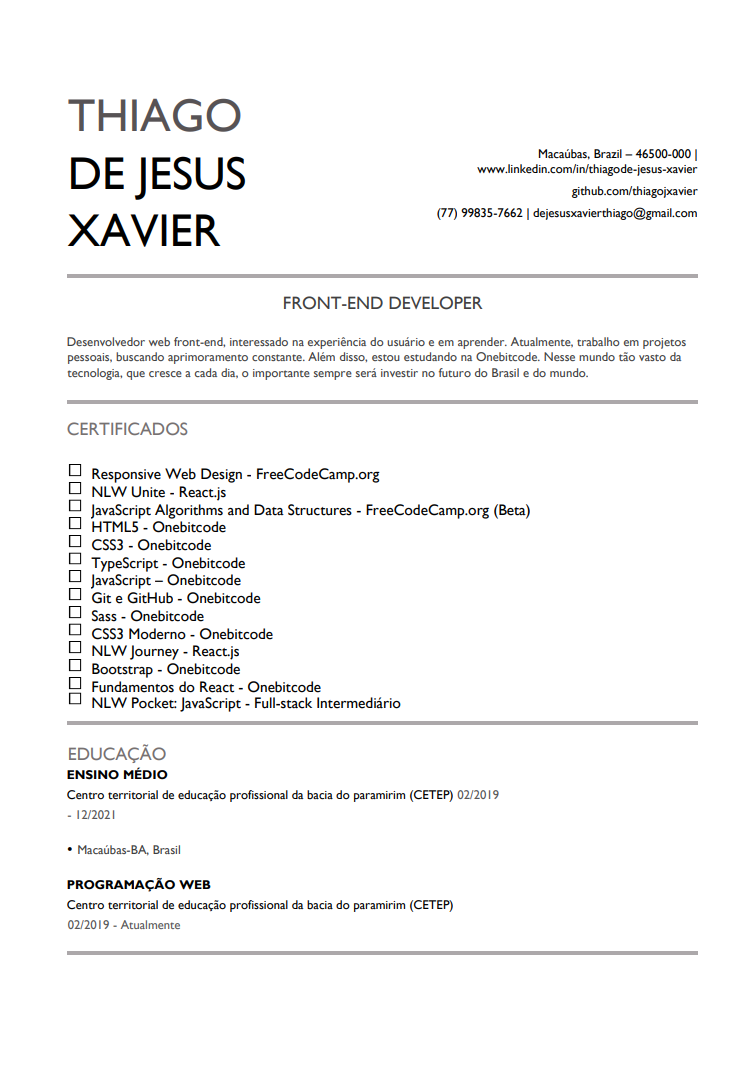 THIAGO
DE JESUS
XAVIER
Macaúbas, Brazil – 46500-000 |
www.linkedin.com/in/thiagode-jesus-xavier
github.com/thiagojxavier
(77) 99835-7662 | dejesusxavierthiago@gmail.com
FRONT-END DEVELOPER
Desenvolvedor web front-end, interessado na experiência do usuário e em aprender. Atualmente, trabalho em projetos
pessoais, buscando aprimoramento constante. Além disso, estou estudando na Onebitcode. Nesse mundo tão vasto da
tecnologia, que cresce a cada dia, o importante sempre será investir no futuro do Brasil e do mundo.
CERTIFICADOS
Responsive Web Design - FreeCodeCamp.org
NLW Unite - React.js
JavaScript Algorithms and Data Structures - FreeCodeCamp.org (Beta)
HTML5 - Onebitcode
CSS3 - Onebitcode
TypeScript - Onebitcode
JavaScript – Onebitcode
Git e GitHub - Onebitcode
Sass - Onebitcode
CSS3 Moderno - Onebitcode
NLW Journey - React.js
Bootstrap - Onebitcode
Fundamentos do React - Onebitcode
NLW Pocket: JavaScript - Full-stack Intermediário
EDUCAÇÃO
ENSINO MÉDIO
Centro territorial de educação profissional da bacia do paramirim (CETEP) 02/2019
- 12/2021
• Macaúbas-BA, Brasil
PROGRAMAÇÃO WEB
Centro territorial de educação profissional da bacia do paramirim (CETEP)
02/2019 - Atualmente